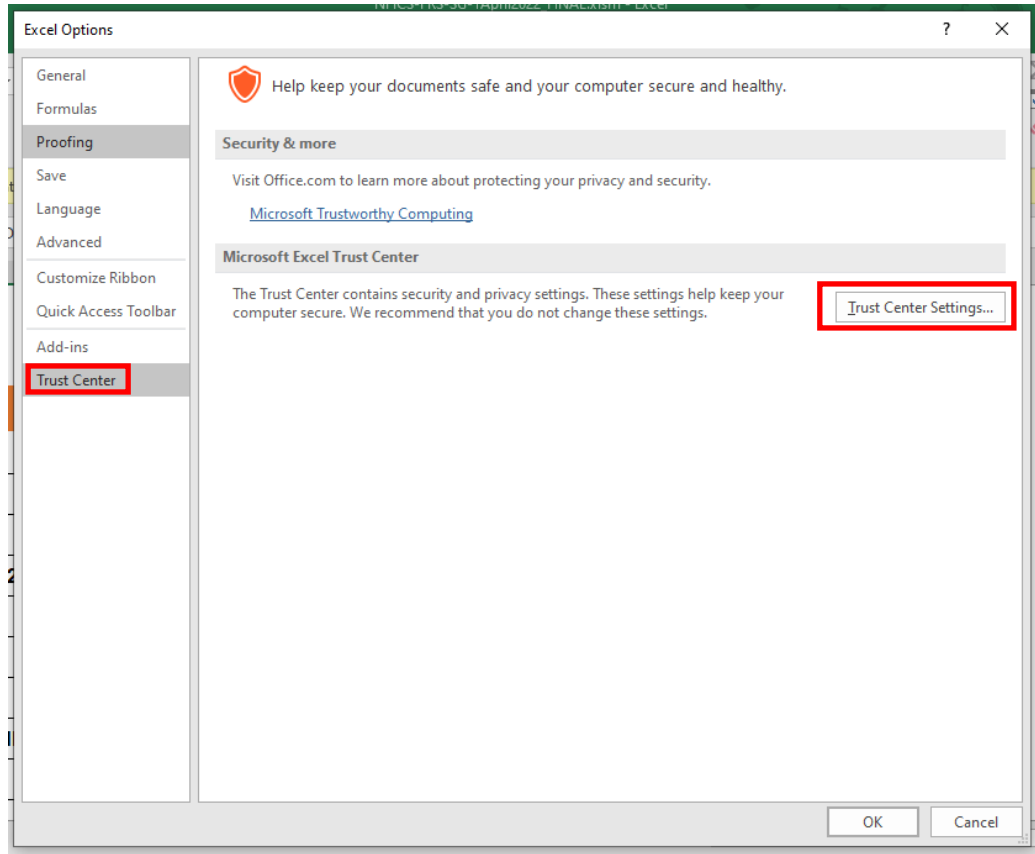 Excel Options
?
General
Formulas
Proofing
Save
Language
Advanced
Customize Ribbon
Quick Access Toolbar
Add-ins
Trust Center
Help keep your documents safe and your computer secure and healthy.
Security & more
Visit Office.com to learn more about protecting your privacy and security.
Microsoft Trustworthy Computing
Microsoft Excel Trust Center
The Trust Center contains security and privacy settings. These settings help keep your
computer secure. We recommend that you do not change these settings.
Trust Center Settings...
OK
Cancel